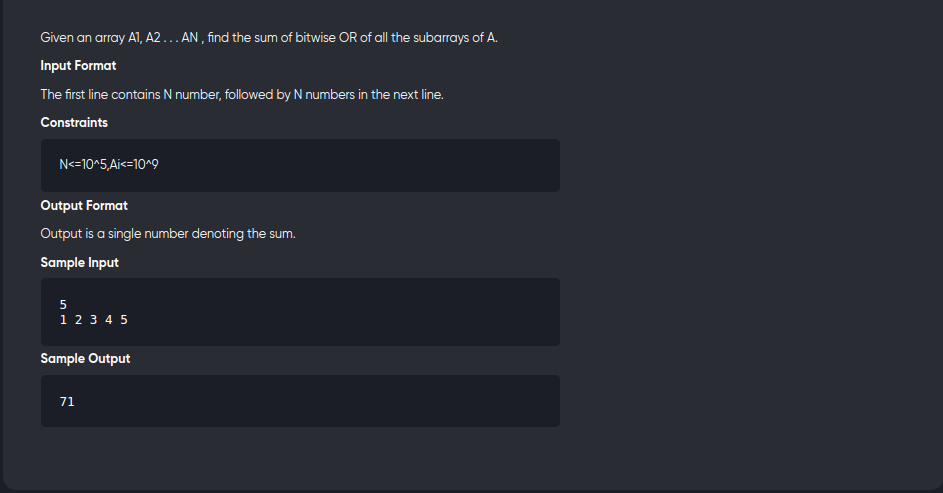 Given an array A1, A2 . . . AN , find the sum of bitwise OR of all the subarrays of A.
Input Format
The first line contains N number, followed by N numbers in the next line.
Constraints
N<=10^5,Ai<=10^9
Output Format
Output is a single number denoting the sum.
Sample Input
5
1 2 3 4 5
Sample Output
71